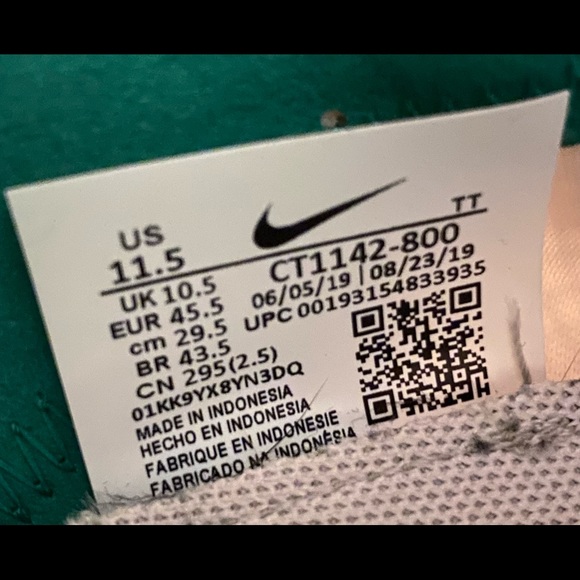 TT
US
11.5
CT1142-800
UK 10.5
06/05/19 | 08/23/19
EUR 45.5
UPC 00193154833935
cm 29.5
BR 43.5
CN 295(2.5)
01KK9YX8YN3DQ
MADE IN INDONESIA
HECHO EN INDONESIA
FABRIQUE EN INDONESIE
FABRICADO NA INDONÉSIA